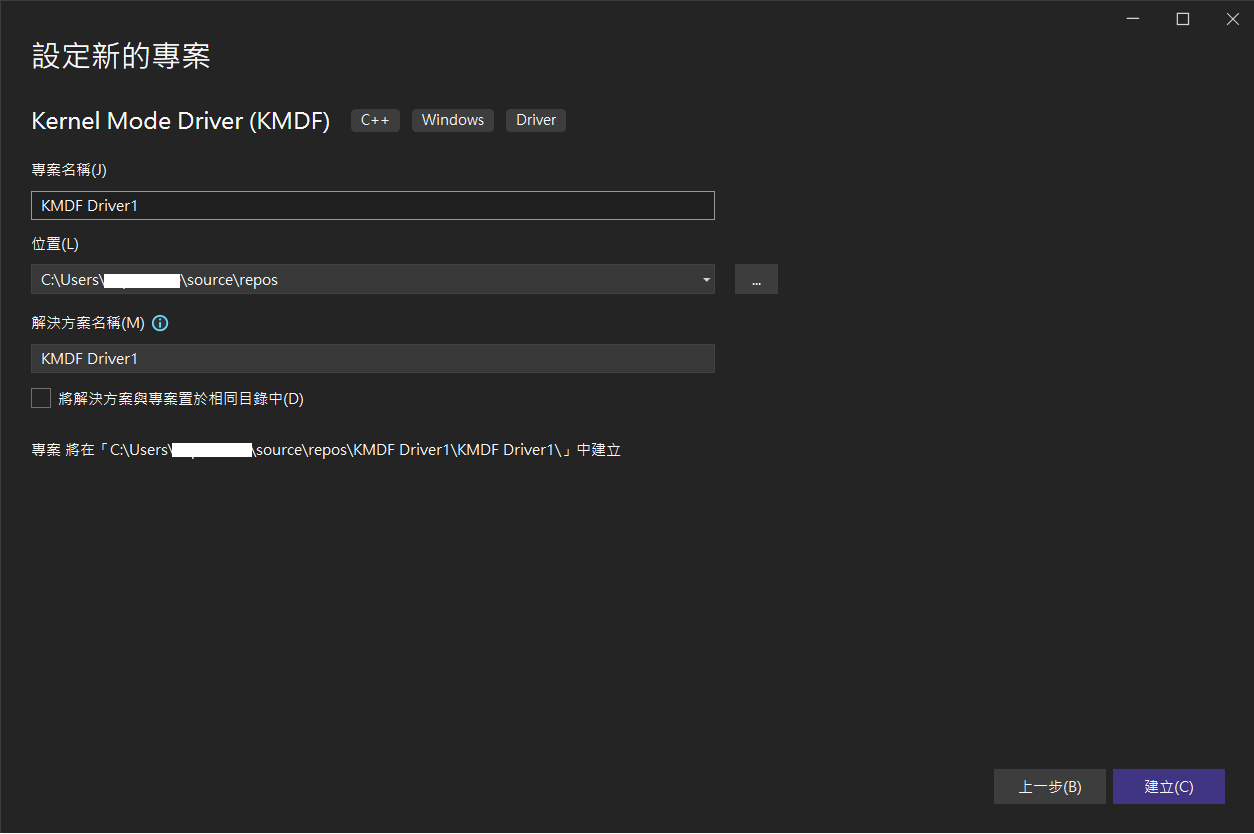 設定新的專案
Kernel Mode Driver (KMDF) C++ Windows Driver
專案名稱(J)
KMDF Driver1
位置(L)
C:\Users\ \source\repos ...
解決方案名稱(M)
KMDF Driver1
將解決方案與專案置於相同目錄中(D)
專案 將在「C:\Users\ \source\repos\KMDF Driver1\KMDF Driver1\」中建立
上一步(B) 建立(C)